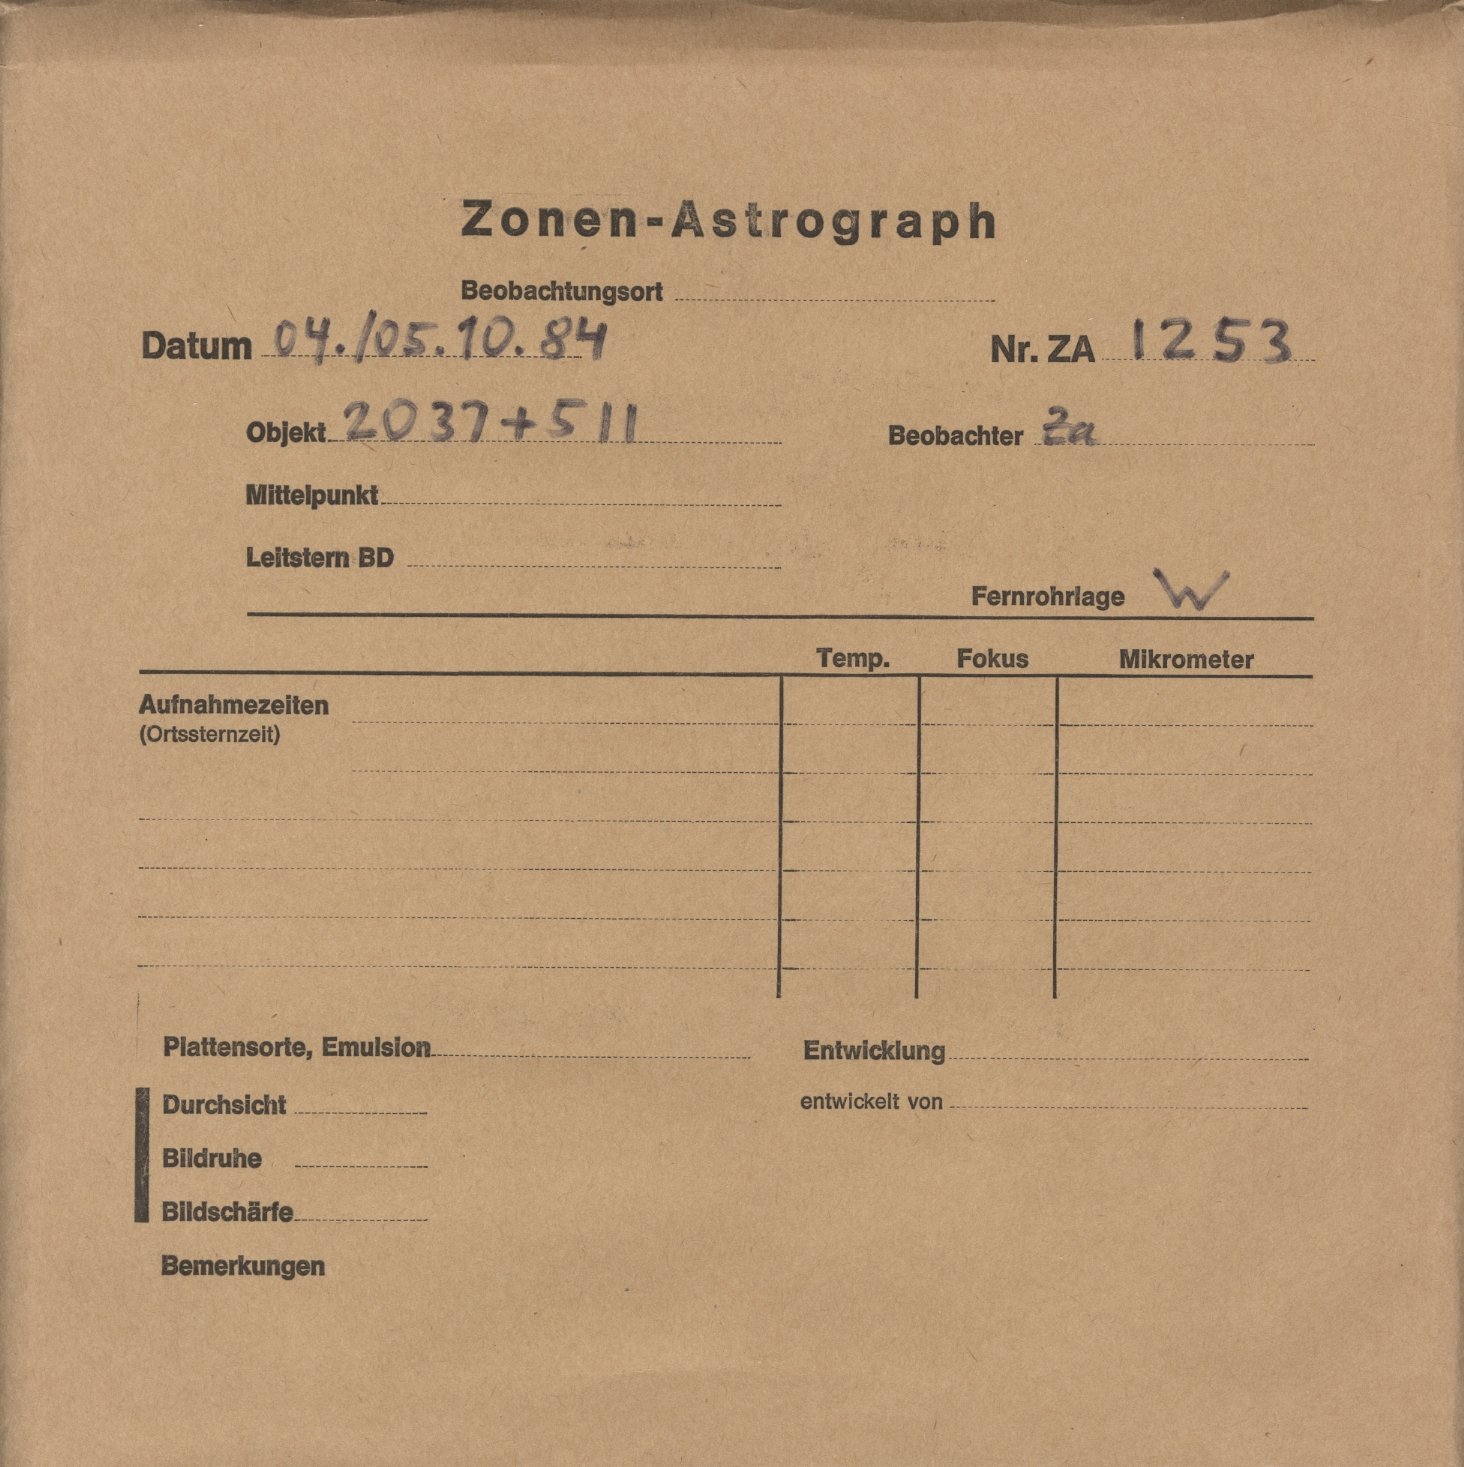 Zonen-Astrograph
Beobachtungsort
Datum 04./05.10.84 Nr. ZA 1253
Objekt 2037+511 Beobachter Za
Mittelpunkt
Leitstern BD
Fernrohrlage W
Temp. Fokus Mikrometer
Aufnahmezeiten
(Ortssternzeit)
Plattensorte, Emulsion Entwicklung
Durchsicht entwickelt von
Bildruhe
Bildschärfe
Bemerkungen